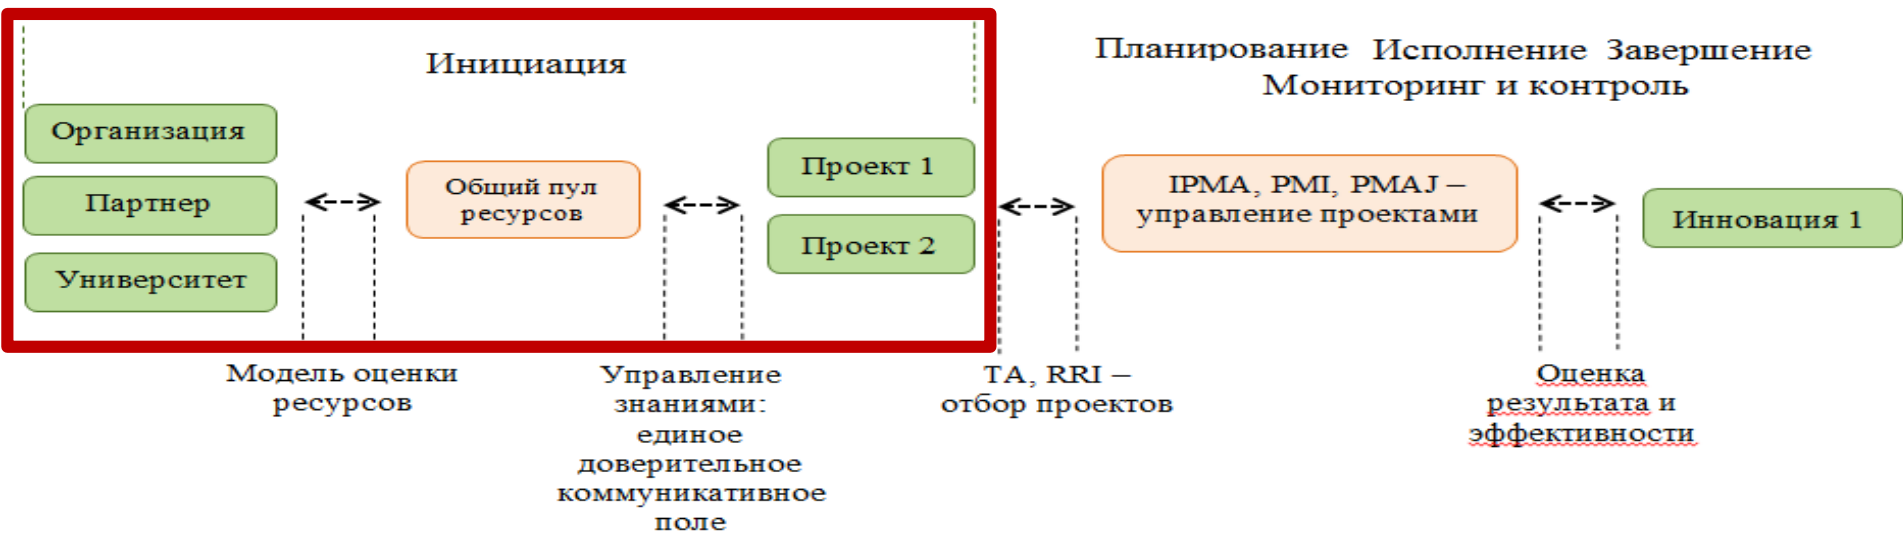 Инициация
Планирование Исполнение Завершение
Мониторинг и контроль
Организация
Партнер
Университет
Общий пул
ресурсов
Проект 1
Проект 2
IPMA, PMI, PMAJ –
управление проектами
Инновация 1
Модель оценки
ресурсов
Управление
знаниями:
единое
доверительное
коммуникативное
поле
TA, RRI –
отбор проектов
Оценка
результата и
эффективности